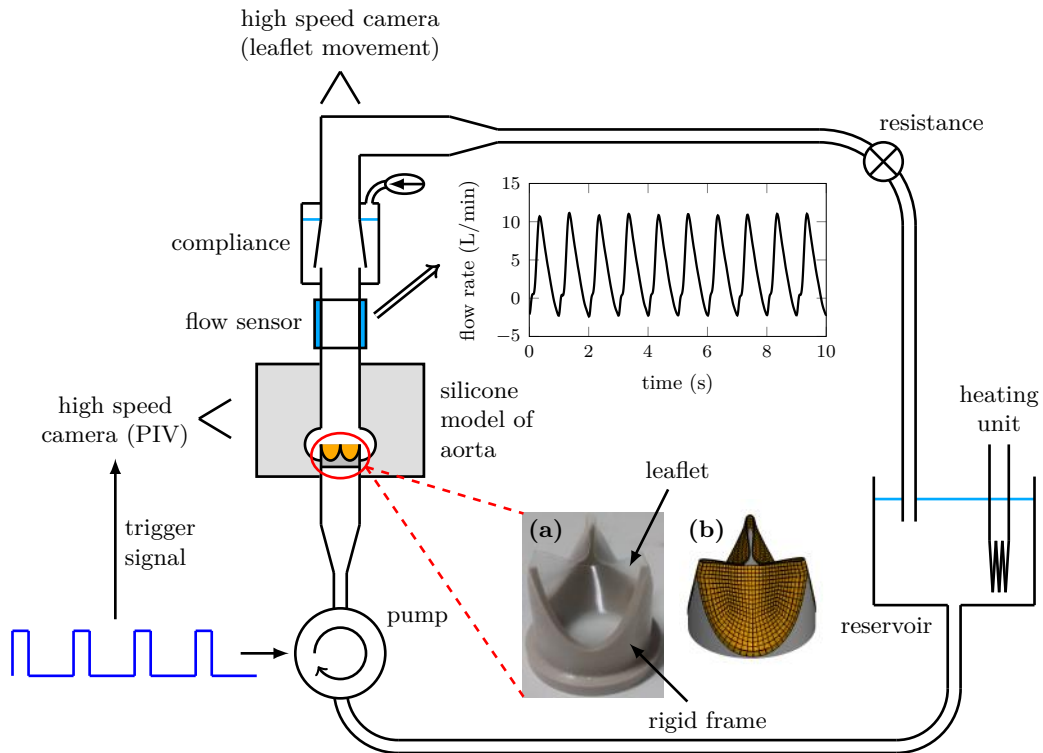 high speed camera
(leaflet movement)
resistance
compliance
flow sensor
flow rate (L/min)
15
10
5
0
−5
0
2
4
6
8
10
time (s)
high speed
camera (PIV)
silicone
model of
aorta
heating
unit
trigger
signal
leaflet
(a)
(b)
pump
reservoir
rigid frame